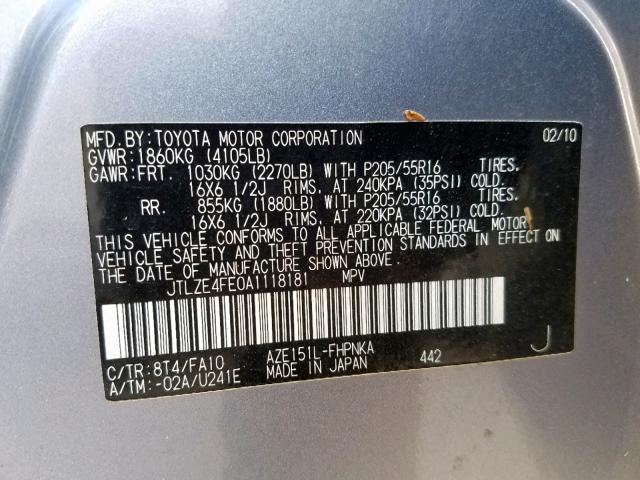 MFD.BY: TOYOTA MOTOR CORPORATION 02/10
GVWR: 1860KG (4105LB)
GAWR: FRT. 1030KG (2270LB) WITH P205/55R16 TIRES.
16X6 1/2J RIMS. AT 240KPA (35PSI) COLD.
RR. 855KG (1880LB) WITH P205/55R16 TIRES.
16X6 1/2J RIMS. AT 220KPA (32PSI) COLD.
THIS VEHICLE CONFORMS TO ALL APPLICABLE FEDERAL MOTOR
VEHICLE SAFETY AND THEFT PREVENTION STANDARDS IN EFFECT ON
THE DATE OF MANUFACTURE SHOWN ABOVE.
JTLZE4FE0A1118181 MPV
C/TR: 8T4/FA10 AZE151L-FHPNKA 442 J
A/TM: -02A/U241E MADE IN JAPAN